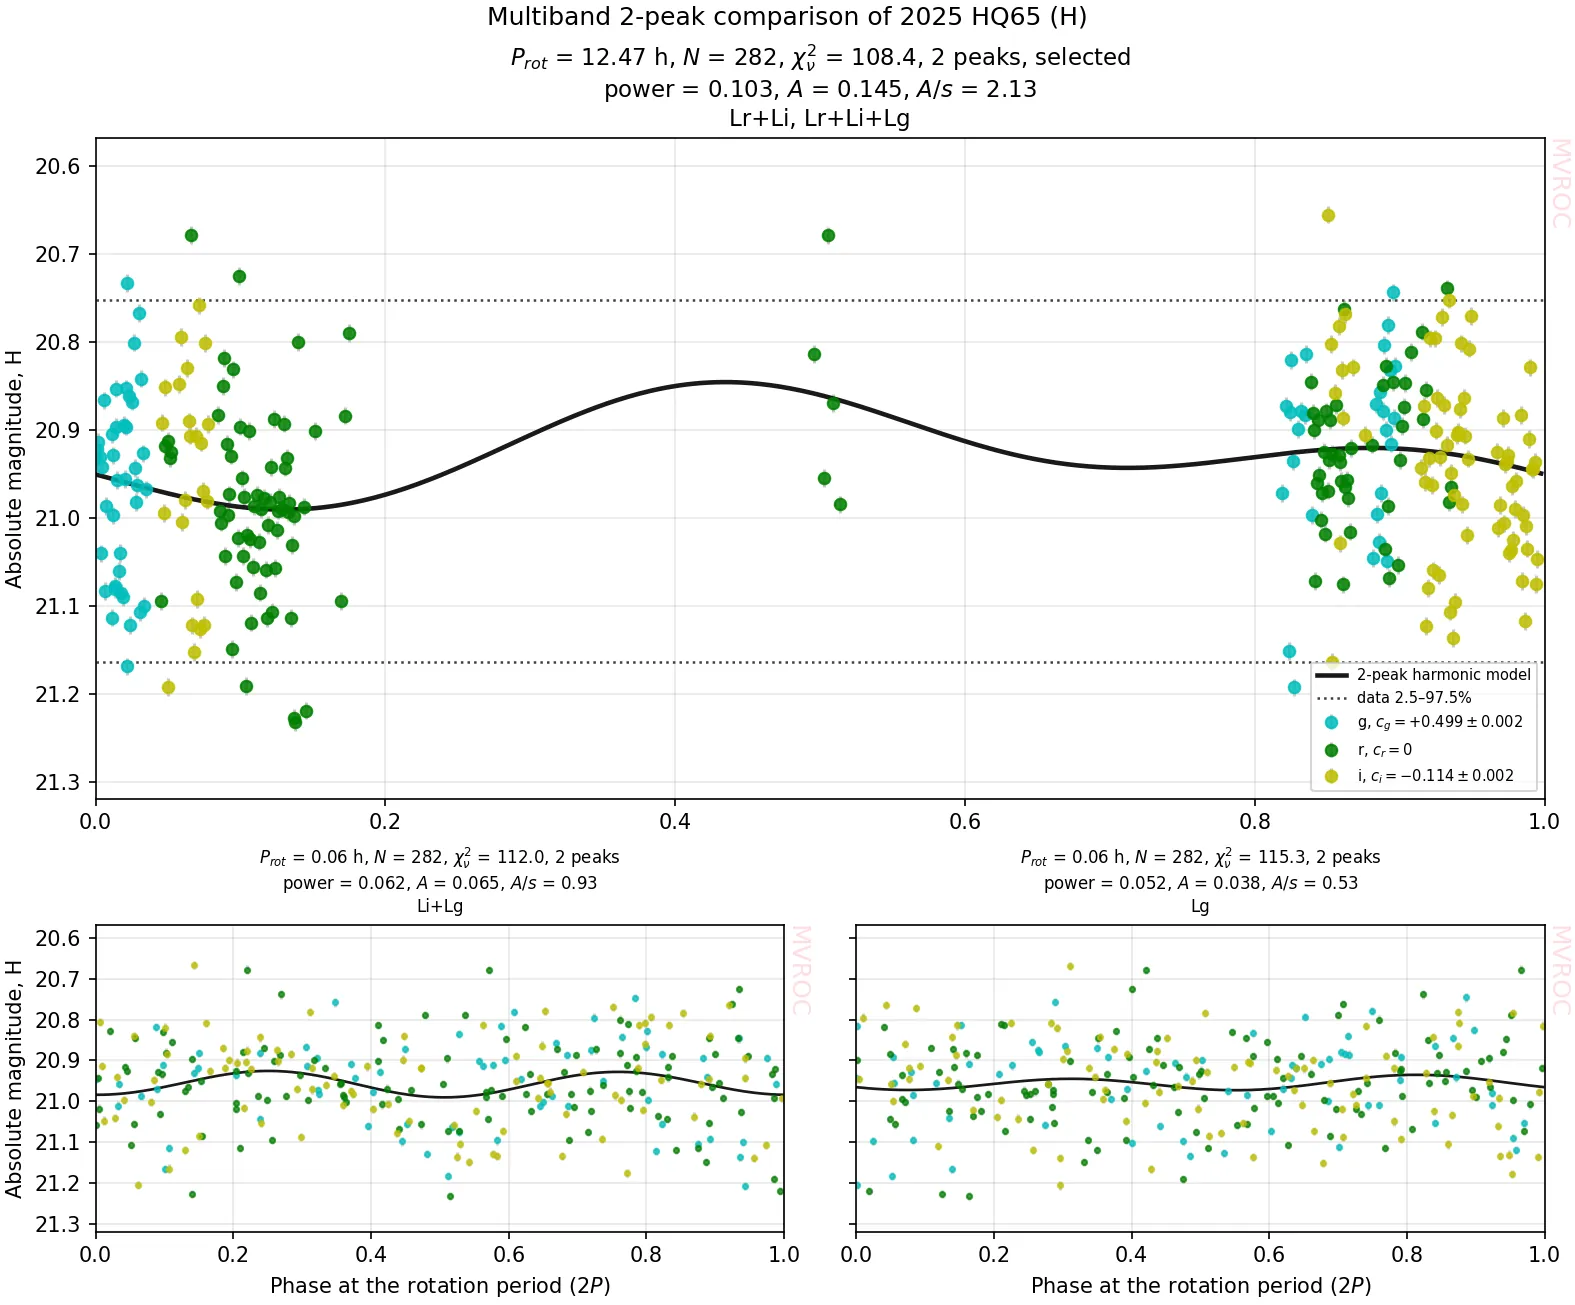 Multiband 2-peak comparison of 2025 HQ65 (H)
P_rot = 12.47 h, N = 282, χ²_ν = 108.4, 2 peaks, selected
power = 0.103, A = 0.145, A/s = 2.13
Lr+Li, Lr+Li+Lg
MVROC
Absolute magnitude, H
20.6
20.7
20.8
20.9
21.0
21.1
21.2
21.3
2-peak harmonic model
data 2.5–97.5%
g, c_g = +0.499 ± 0.002
r, c_r = 0
i, c_i = −0.114 ± 0.002
0.0 0.2 0.4 0.6 0.8 1.0
P_rot = 0.06 h, N = 282, χ²_ν = 112.0, 2 peaks
power = 0.062, A = 0.065, A/s = 0.93
Li+Lg
MVROC
Absolute magnitude, H
20.6
20.7
20.8
20.9
21.0
21.1
21.2
21.3
0.0 0.2 0.4 0.6 0.8 1.0
Phase at the rotation period (2P)
P_rot = 0.06 h, N = 282, χ²_ν = 115.3, 2 peaks
power = 0.052, A = 0.038, A/s = 0.53
Lg
MVROC
0.0 0.2 0.4 0.6 0.8 1.0
Phase at the rotation period (2P)